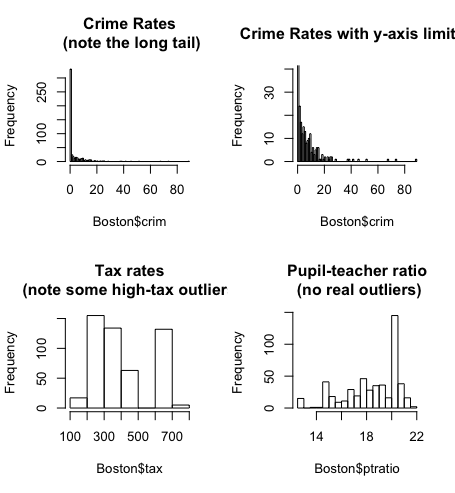 Crime Rates
(note the long tail)
Frequency
0
100
250
0
20
40
60
80
Boston$crim
Crime Rates with y-axis limit
Frequency
0
10
30
0
20
40
60
80
Boston$crim
Tax rates
(note some high-tax outlier
Frequency
0
50
100
100
300
500
700
Boston$tax
Pupil-teacher ratio
(no real outliers)
Frequency
0
50
100
14
18
22
Boston$ptratio